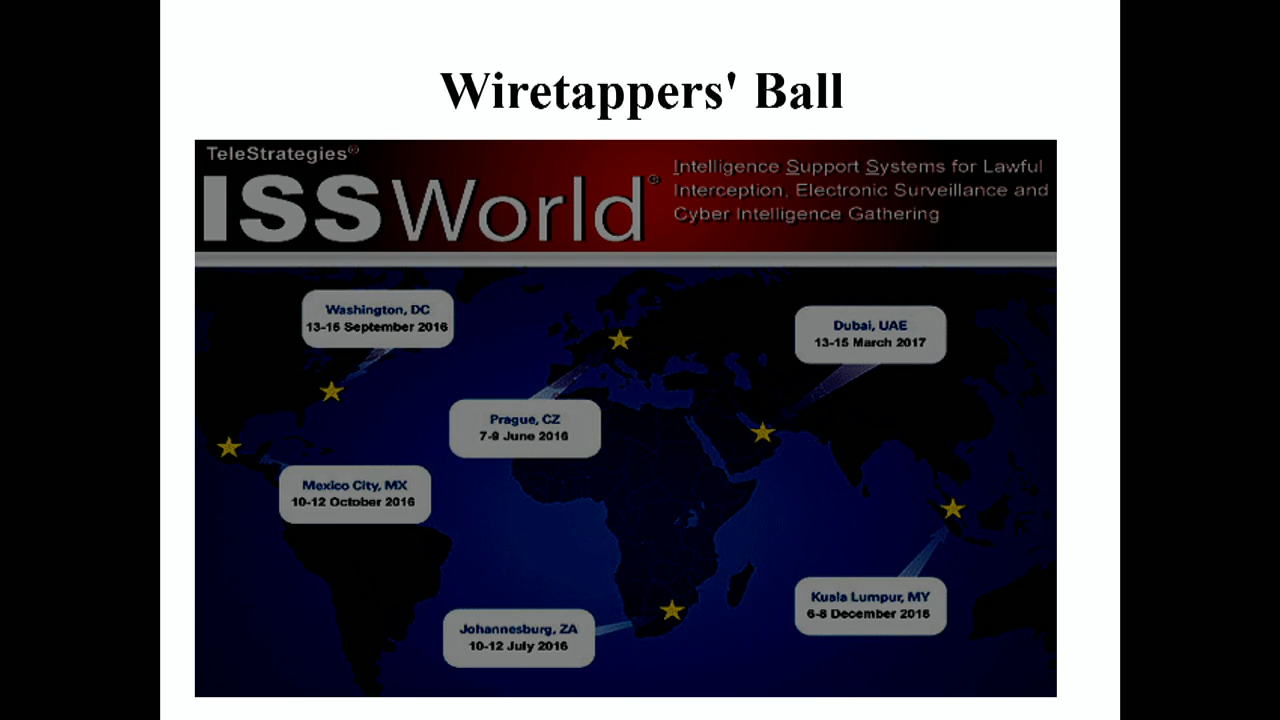 Wiretappers' Ball
TeleStrategies®
ISSWorld®
Intelligence Support Systems for Lawful
Interception, Electronic Surveillance and
Cyber Intelligence Gathering
Washington, DC
13-15 September 2016
Dubai, UAE
13-15 March 2017
Prague, CZ
7-9 June 2016
Mexico City, MX
10-12 October 2016
Kuala Lumpur, MY
6-8 December 2016
Johannesburg, ZA
10-12 July 2016